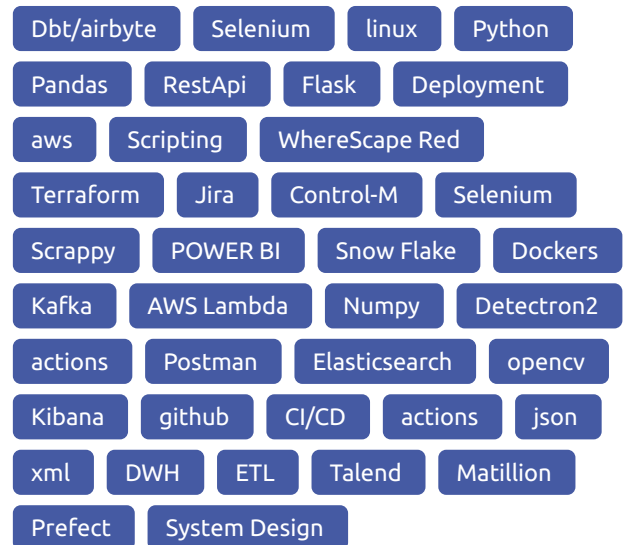 Dbt/airbyte Selenium linux Python
Pandas RestApi Flask Deployment
aws Scripting WhereScape Red
Terraform Jira Control-M Selenium
Scrappy POWER BI Snow Flake Dockers
Kafka AWS Lambda Numpy Detectron2
actions Postman Elasticsearch opencv
Kibana github CI/CD actions json
xml DWH ETL Talend Matillion
Prefect System Design